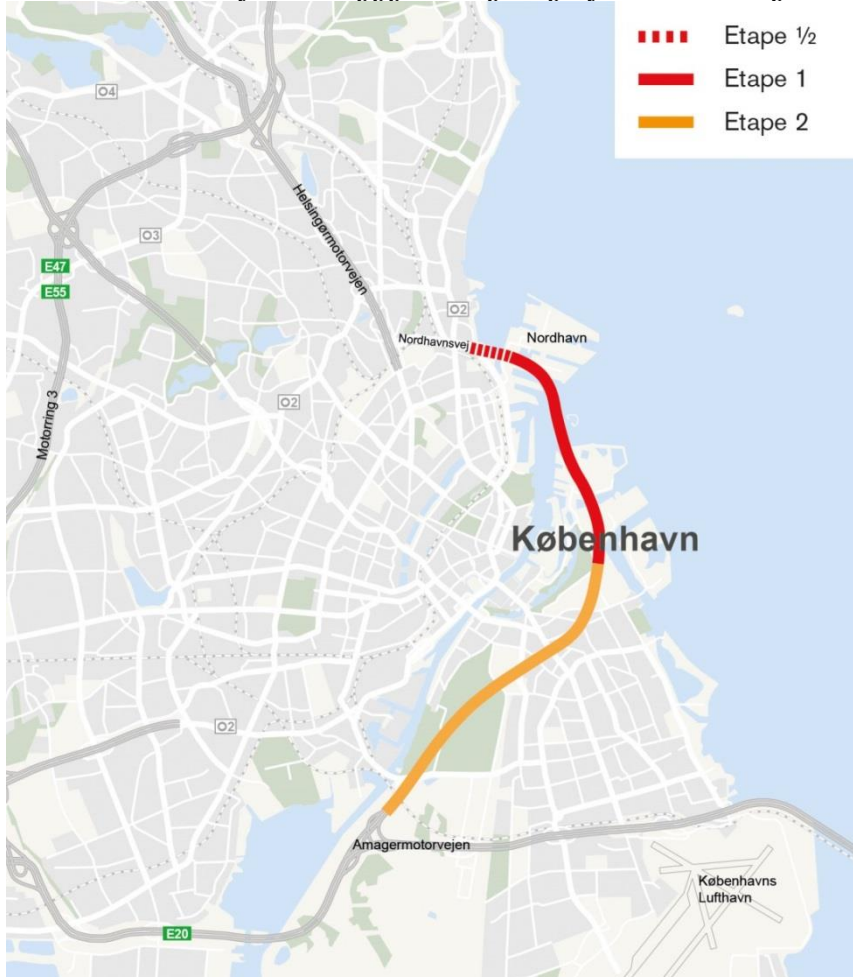 Etape ½
Etape 1
Etape 2
O4
Helsingørmotorvejen
O3
E47
E55
O2
Nordhavnsvej
Nordhavn
Motorring 3
O2
København
O2
Amagermotorvejen
Københavns
Lufthavn
E20